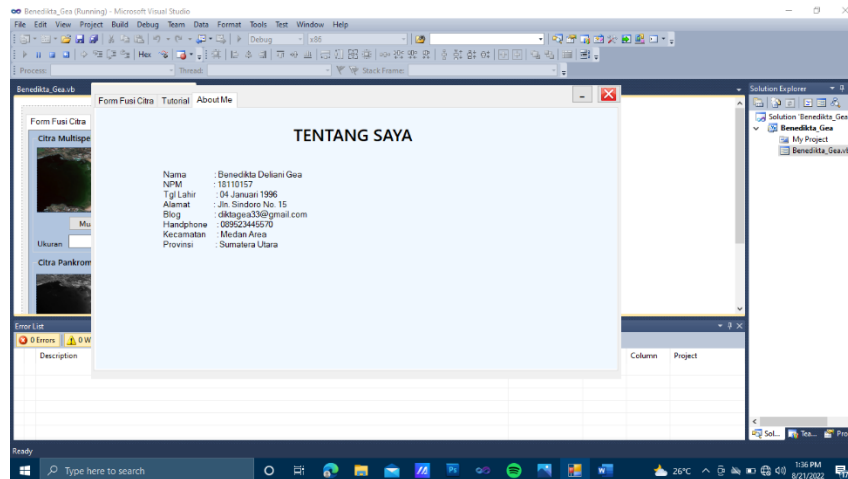 Benedikta_Gea (Running) - Microsoft Visual Studio
File Edit View Project Build Debug Team Data Format Tools Test Window Help
Debug x86
Hex
Process: Thread: Stack Frame:
Benedikta_Gea.vb
Solution Explorer
Form Fusi Citra Tutorial About Me
Solution 'Benedikta_Gea
Benedikta_Gea
My Project
Benedikta_Gea.vb
Form Fusi Citra
Citra Multispe
TENTANG SAYA
Nama : Benedikta Deliani Gea
NPM : 18110157
Tgl Lahir : 04 Januari 1996
Alamat : Jln. Sindoro No. 15
Blog : diktagea33@gmail.com
Handphone : 089523445570
Kecamatan : Medan Area
Provinsi : Sumatera Utara
Mu
Ukuran
Citra Pankrom
Error List
0 Errors 0 W
Description Column Project
Sol... Tea... Pro
Ready
Type here to search
26°C
1:36 PM
8/21/2022